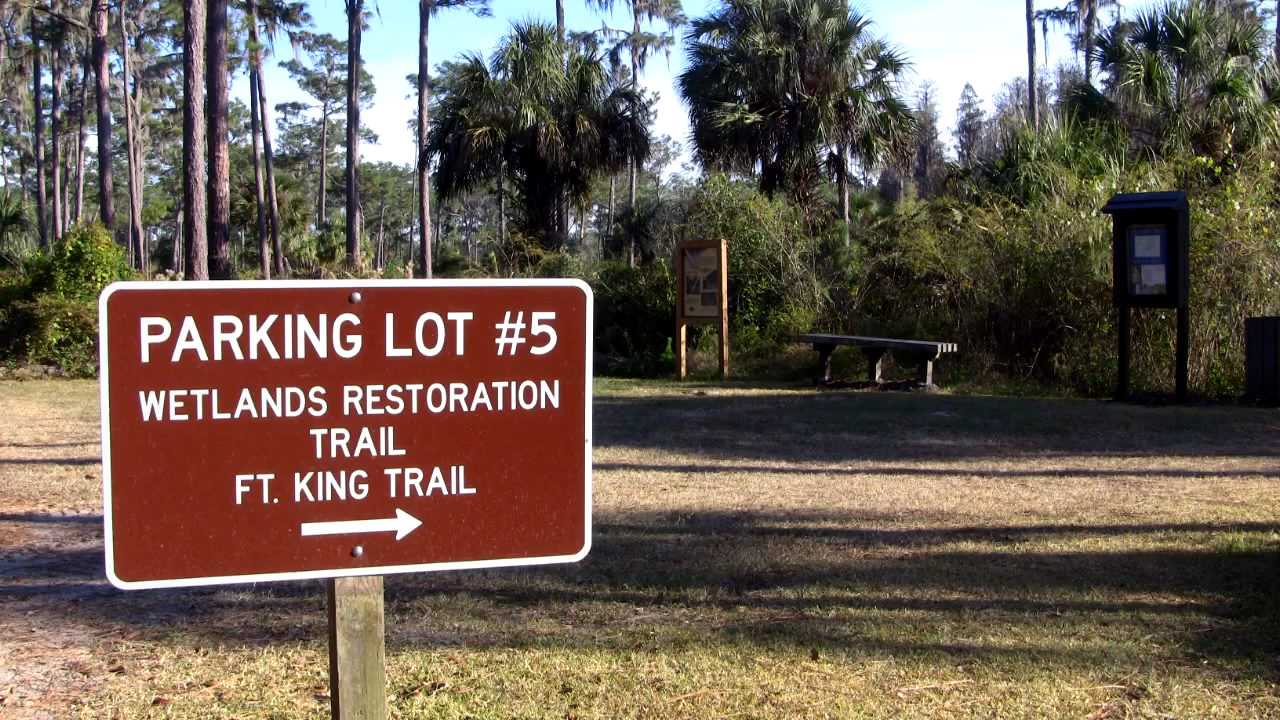 PARKING LOT #5
WETLANDS RESTORATION
TRAIL
FT. KING TRAIL